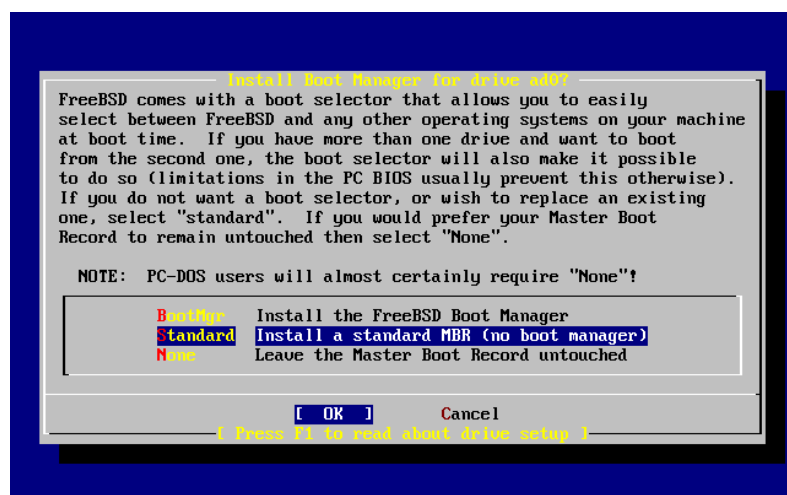 Install Boot Manager for drive ad0?
FreeBSD comes with a boot selector that allows you to easily
select between FreeBSD and any other operating systems on your machine
at boot time.  If you have more than one drive and want to boot
from the second one, the boot selector will also make it possible
to do so (limitations in the PC BIOS usually prevent this otherwise).
If you do not want a boot selector, or wish to replace an existing
one, select "standard".  If you would prefer your Master Boot
Record to remain untouched then select "None".
NOTE:  PC-DOS users will almost certainly require "None"!
BootMgr   Install the FreeBSD Boot Manager
Standard  Install a standard MBR (no boot manager)
None      Leave the Master Boot Record untouched
[  OK  ]       Cancel
[ Press F1 to read about drive setup ]